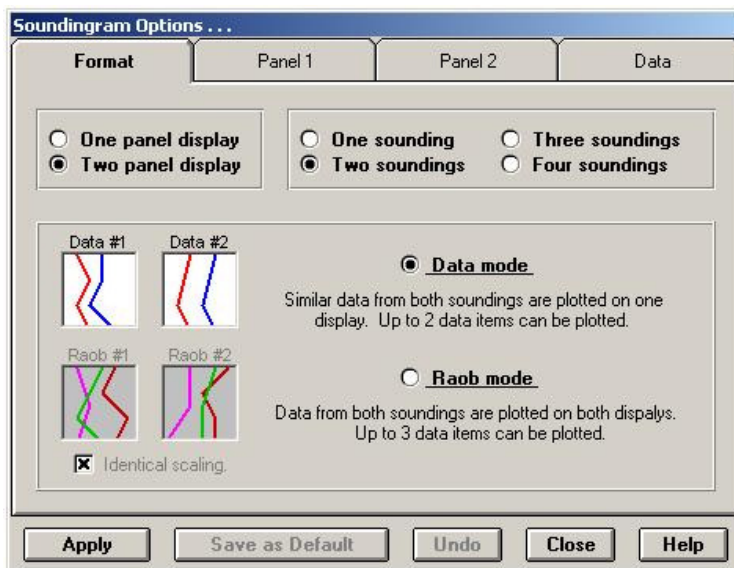 Soundingram Options . . .
Format Panel 1 Panel 2 Data
One panel display One sounding Three soundings
Two panel display Two soundings Four soundings
Data #1 Data #2
Data mode
Similar data from both soundings are plotted on one
display. Up to 2 data items can be plotted.
Raob #1 Raob #2
Raob mode
Data from both soundings are plotted on both dispalys.
Up to 3 data items can be plotted.
Identical scaling.
Apply Save as Default Undo Close Help